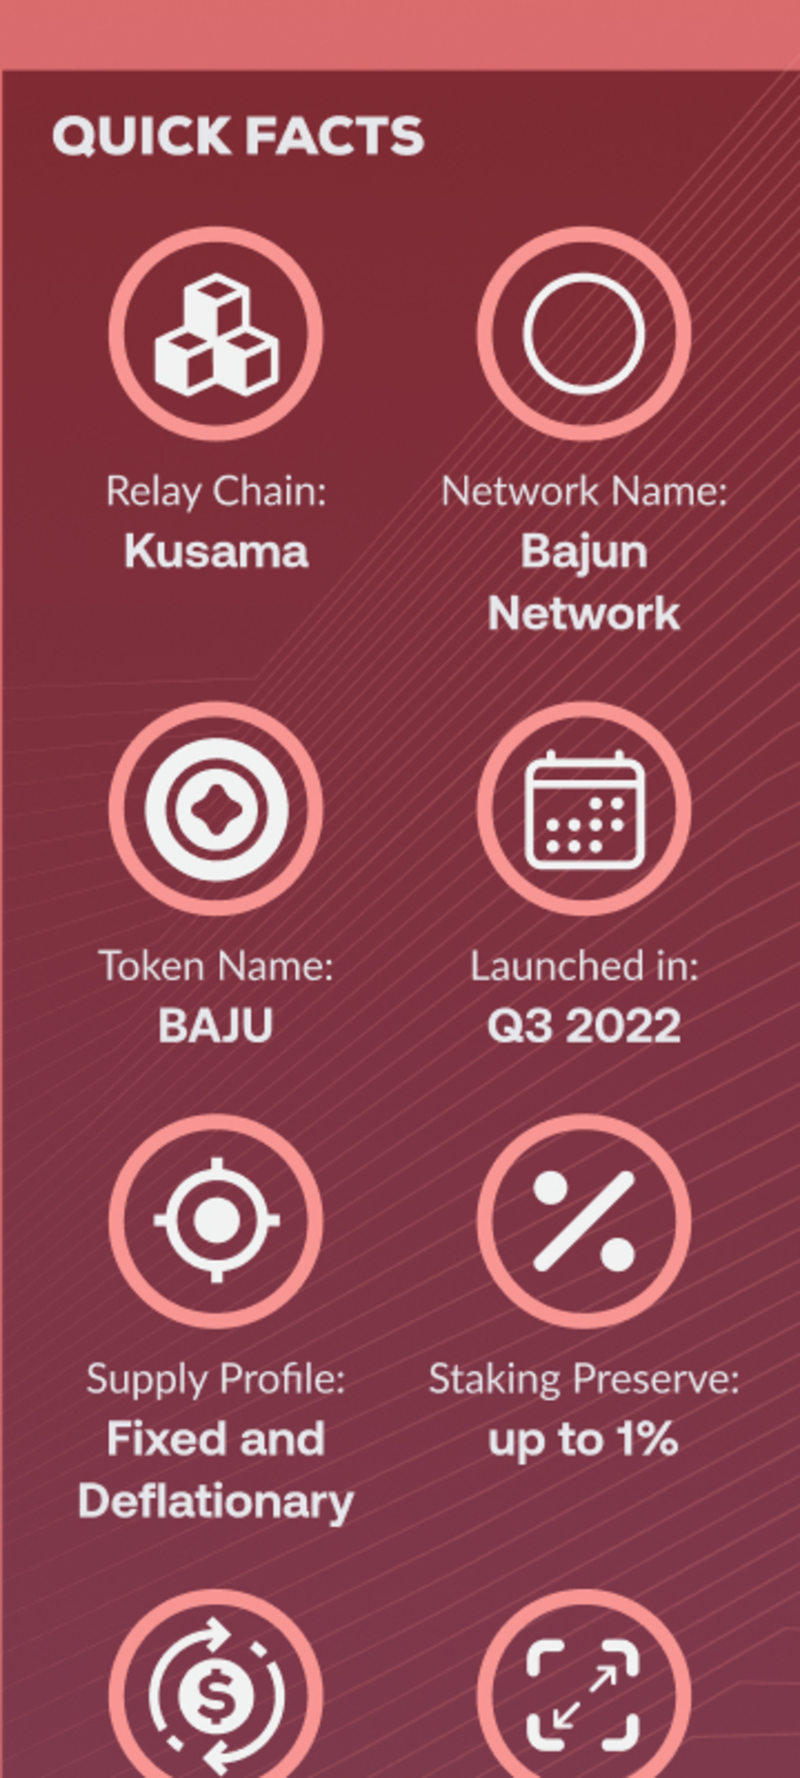 QUICK FACTS
Relay Chain:
Kusama
Network Name:
Bajun
Network
Token Name:
BAJU
Launched in:
Q3 2022
Supply Profile:
Fixed and
Deflationary
Staking Preserve:
up to 1%
$